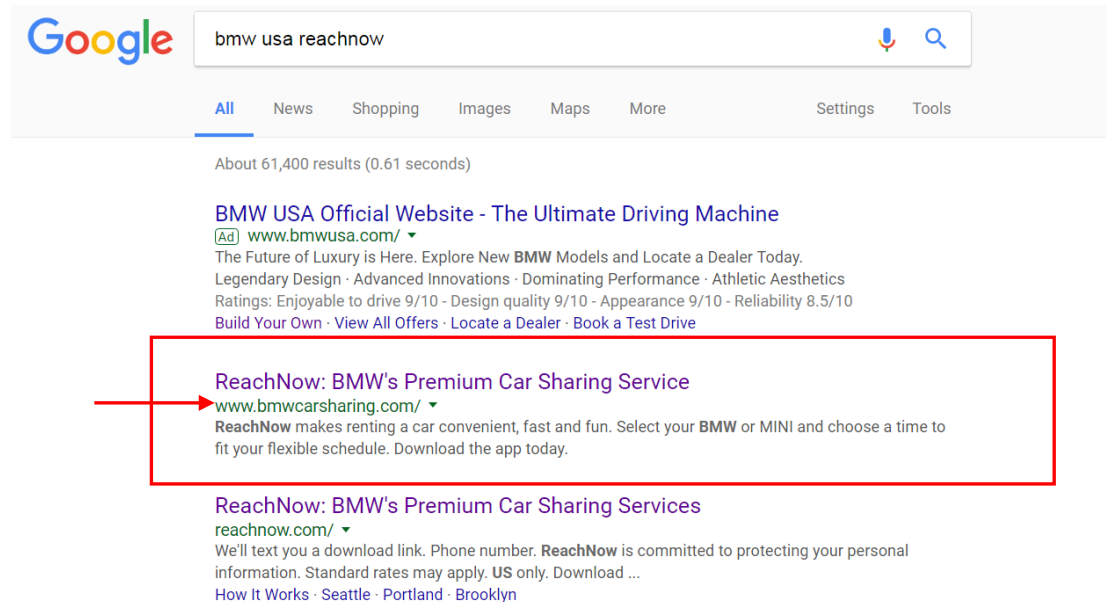 Google
bmw usa reachnow
All News Shopping Images Maps More Settings Tools
About 61,400 results (0.61 seconds)
BMW USA Official Website - The Ultimate Driving Machine
Ad www.bmwusa.com/
The Future of Luxury is Here. Explore New BMW Models and Locate a Dealer Today.
Legendary Design · Advanced Innovations · Dominating Performance · Athletic Aesthetics
Ratings: Enjoyable to drive 9/10 - Design quality 9/10 - Appearance 9/10 - Reliability 8.5/10
Build Your Own · View All Offers · Locate a Dealer · Book a Test Drive
ReachNow: BMW's Premium Car Sharing Service
www.bmwcarsharing.com/
ReachNow makes renting a car convenient, fast and fun. Select your BMW or MINI and choose a time to
fit your flexible schedule. Download the app today.
ReachNow: BMW's Premium Car Sharing Services
reachnow.com/
We'll text you a download link. Phone number. ReachNow is committed to protecting your personal
information. Standard rates may apply. US only. Download ...
How It Works · Seattle · Portland · Brooklyn